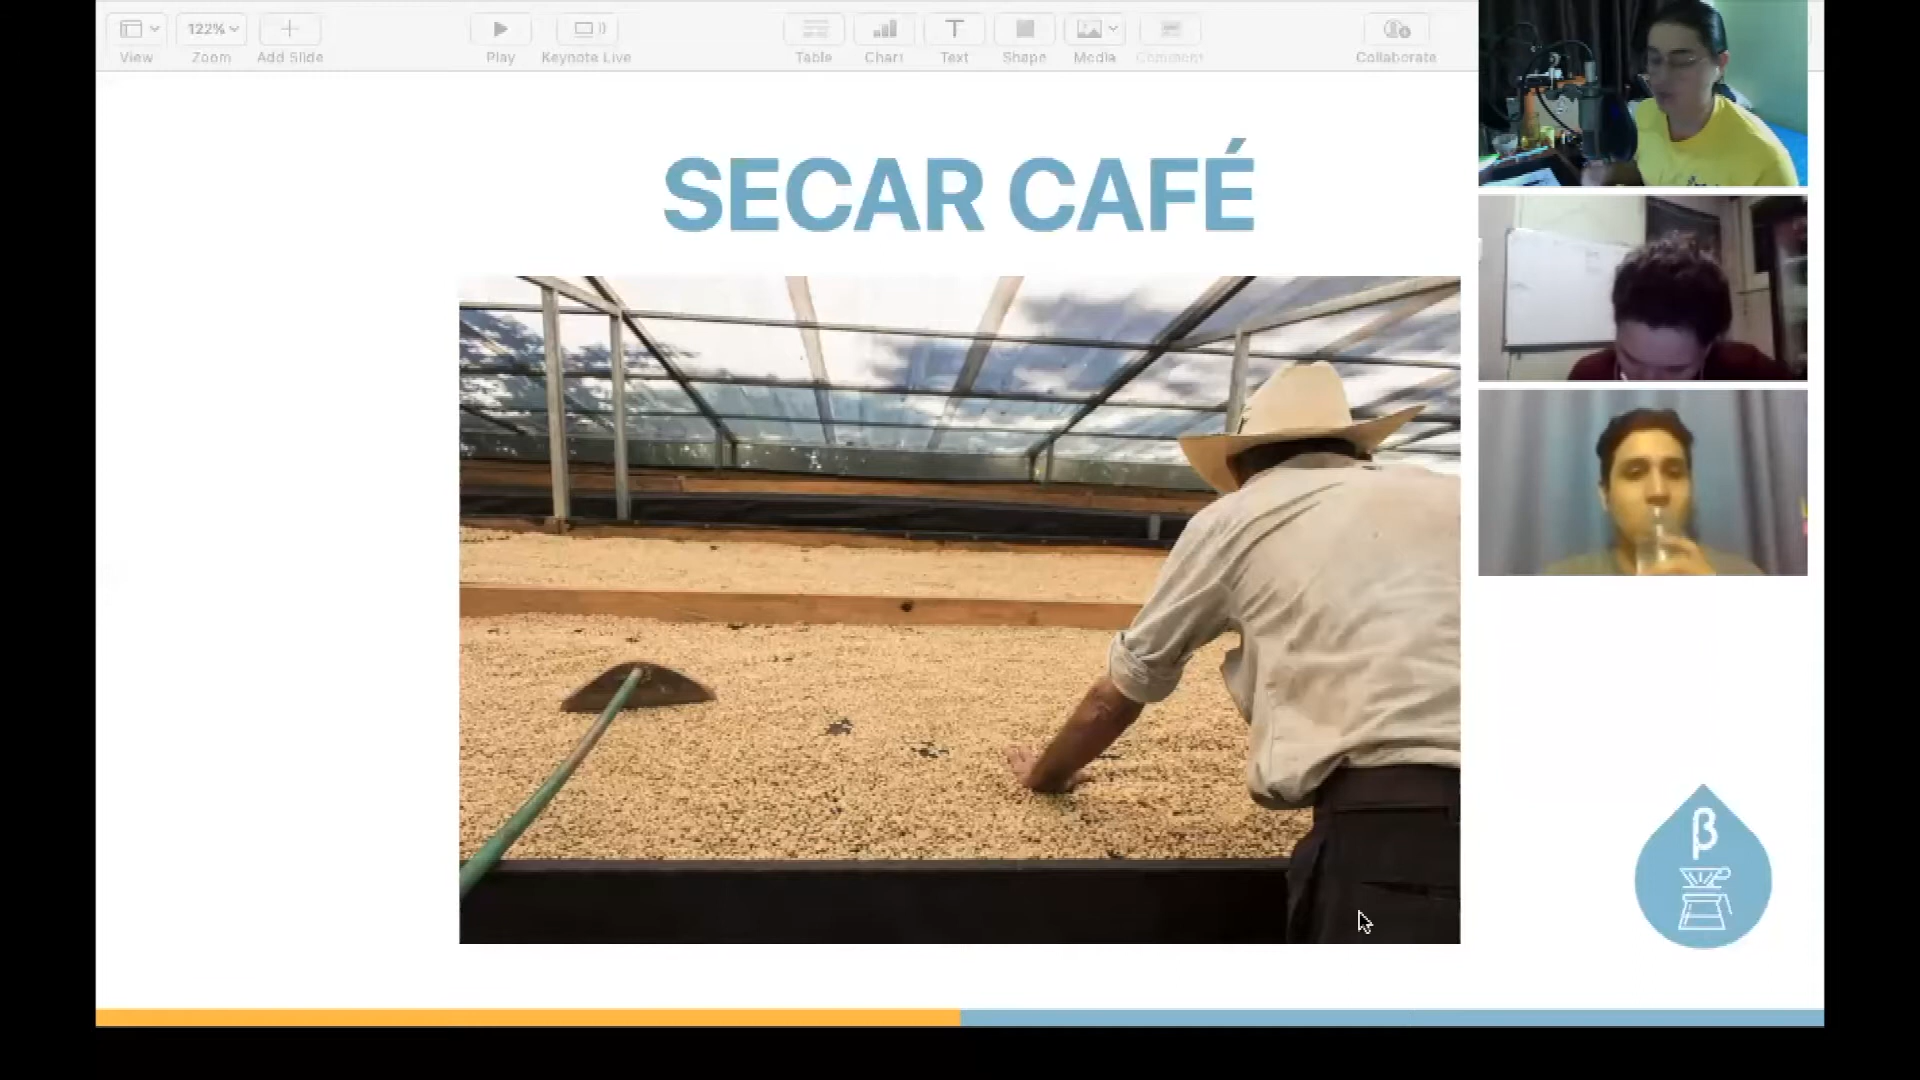 View
122%
Zoom
Add Slide
Play
Keynote Live
Table
Chart
Text
Shape
Media
Comment
Collaborate
SECAR CAFÉ
β